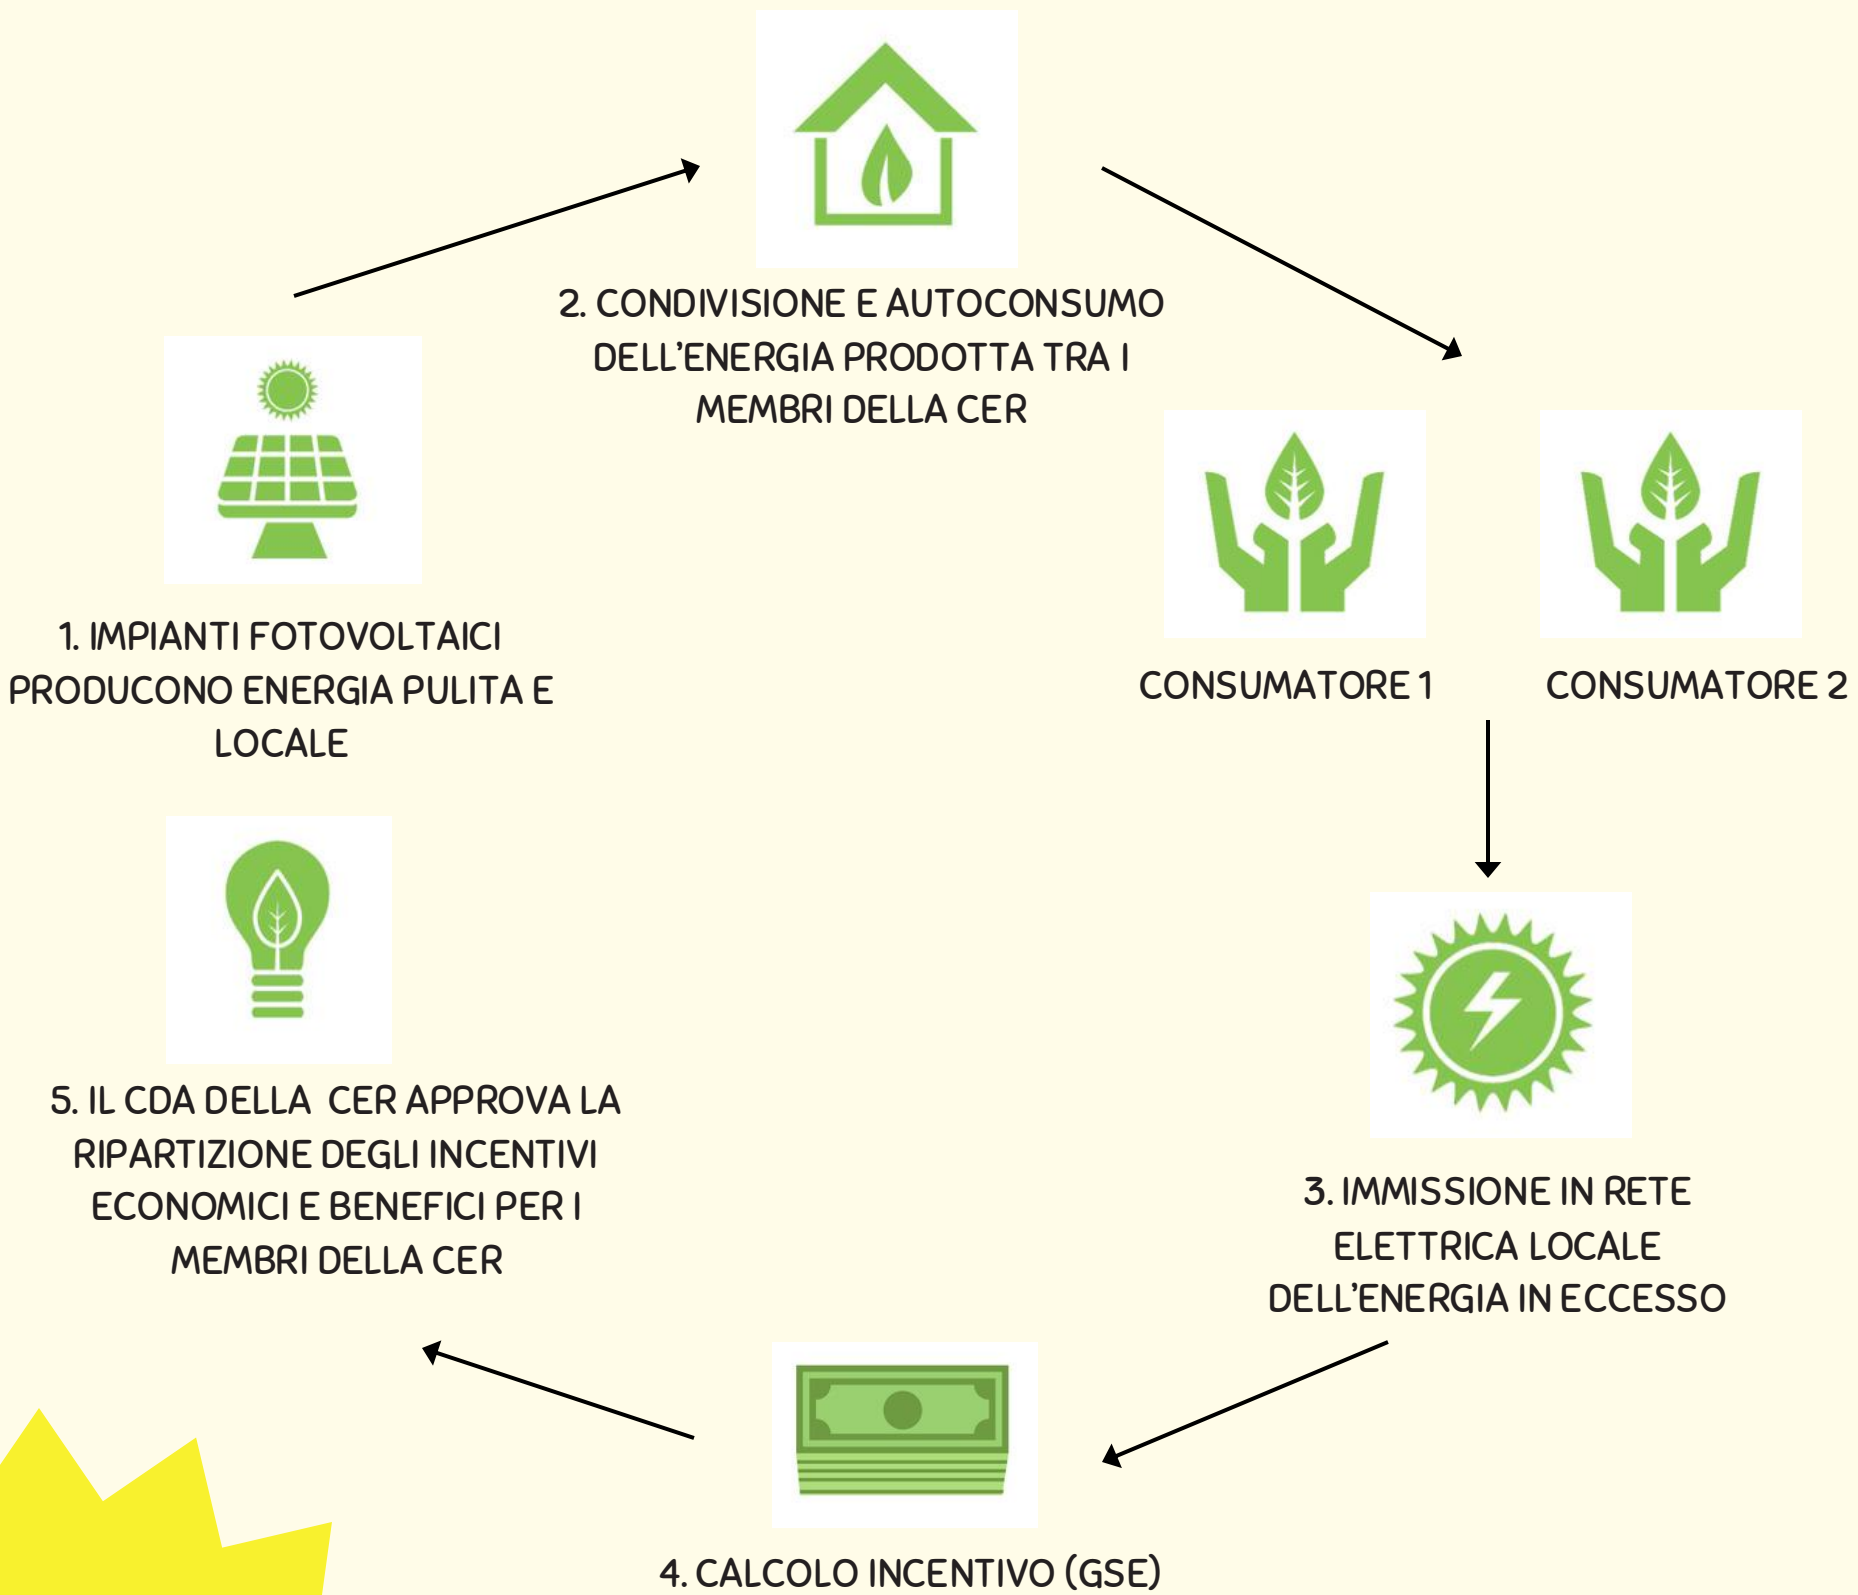 1. IMPIANTI FOTOVOLTAICI
PRODUCONO ENERGIA PULITA E
LOCALE
2. CONDIVISIONE E AUTOCONSUMO
DELL'ENERGIA PRODOTTA TRA I
MEMBRI DELLA CER
CONSUMATORE 1
CONSUMATORE 2
3. IMMISSIONE IN RETE
ELETTRICA LOCALE
DELL'ENERGIA IN ECCESSO
4. CALCOLO INCENTIVO (GSE)
5. IL CDA DELLA CER APPROVA LA
RIPARTIZIONE DEGLI INCENTIVI
ECONOMICI E BENEFICI PER I
MEMBRI DELLA CER